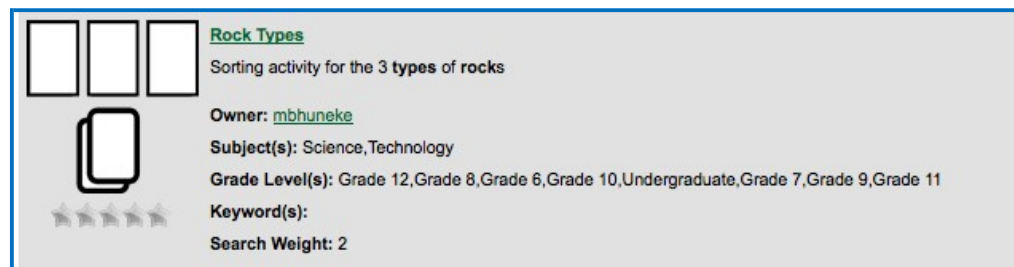 Rock Types
Sorting activity for the 3 types of rocks
Owner: mbhuneke
Subject(s): Science,Technology
Grade Level(s): Grade 12,Grade 8,Grade 6,Grade 10,Undergraduate,Grade 7,Grade 9,Grade 11
Keyword(s):
Search Weight: 2